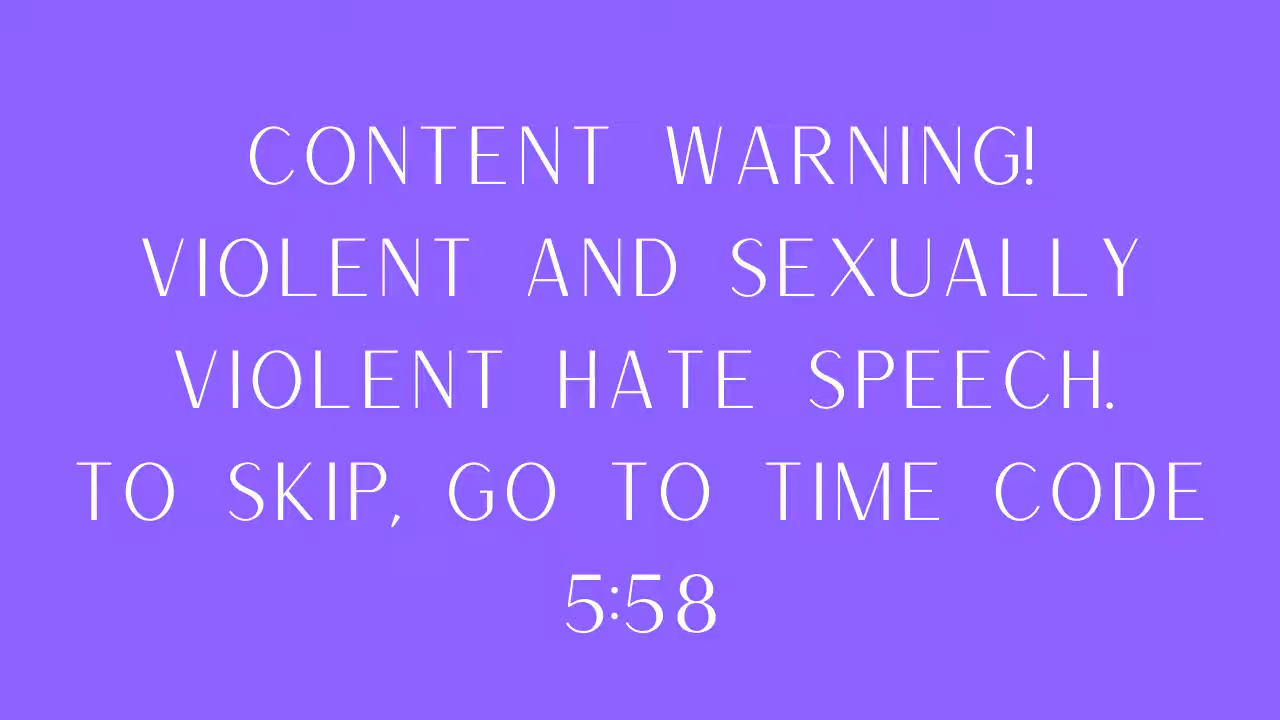 CONTENT WARNING!
VIOLENT AND SEXUALLY
VIOLENT HATE SPEECH.
TO SKIP, GO TO TIME CODE
5:58